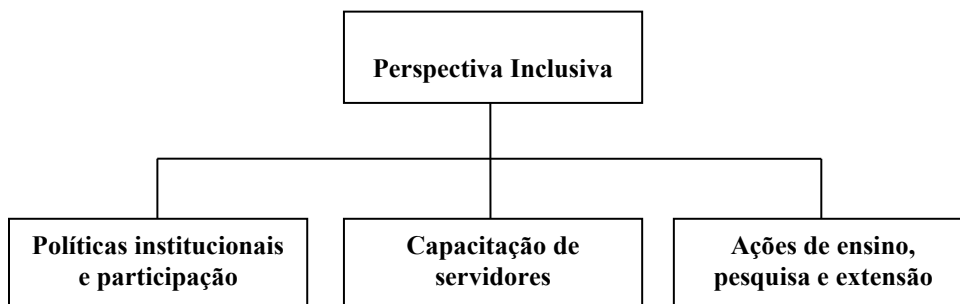 Perspectiva Inclusiva
Políticas institucionais
e participação
Capacitação de
servidores
Ações de ensino,
pesquisa e extensão